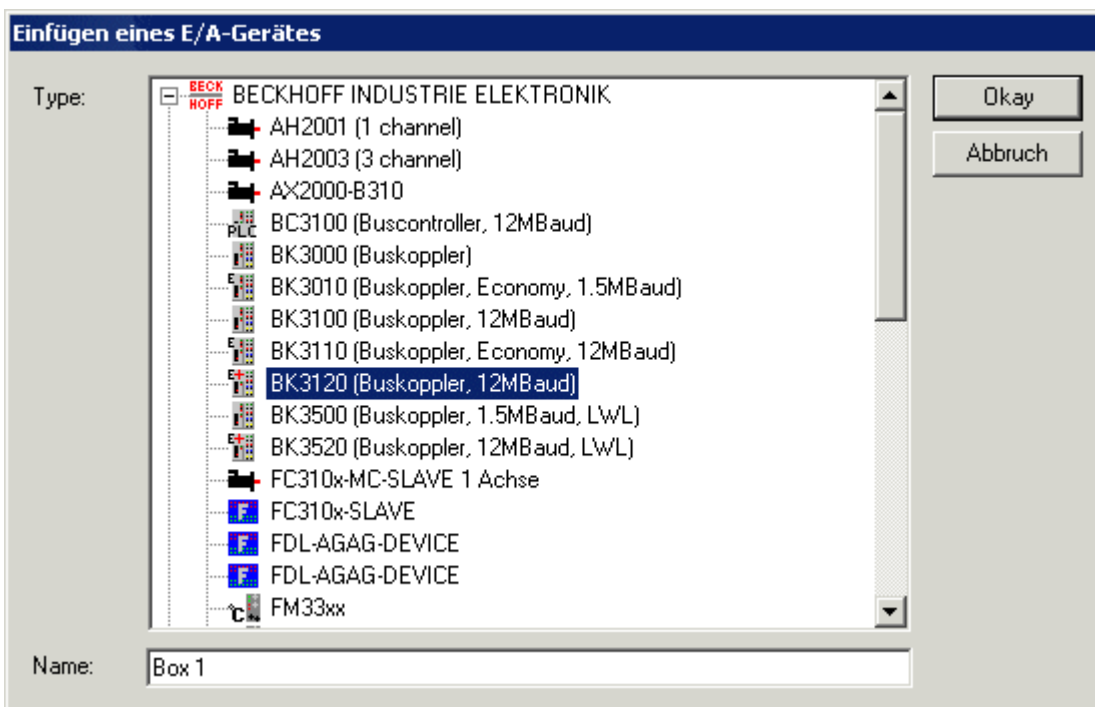 Einfügen eines E/A-Gerätes
Type:
BECK
HOFF
BECKHOFF INDUSTRIE ELEKTRONIK
Okay
AH2001 (1 channel)
AH2003 (3 channel)
Abbruch
AX2000-B310
PLC
BC3100 (Buscontroller, 12MBaud)
BK3000 (Buskoppler)
E
BK3010 (Buskoppler, Economy, 1.5MBaud)
BK3100 (Buskoppler, 12MBaud)
E
BK3110 (Buskoppler, Economy, 12MBaud)
E+
BK3120 (Buskoppler, 12MBaud)
BK3500 (Buskoppler, 1.5MBaud, LWL)
E+
BK3520 (Buskoppler, 12MBaud, LWL)
FC310x-MC-SLAVE 1 Achse
F
FC310x-SLAVE
F
FDL-AGAG-DEVICE
F
FDL-AGAG-DEVICE
°C
FM33xx
Name:
Box 1